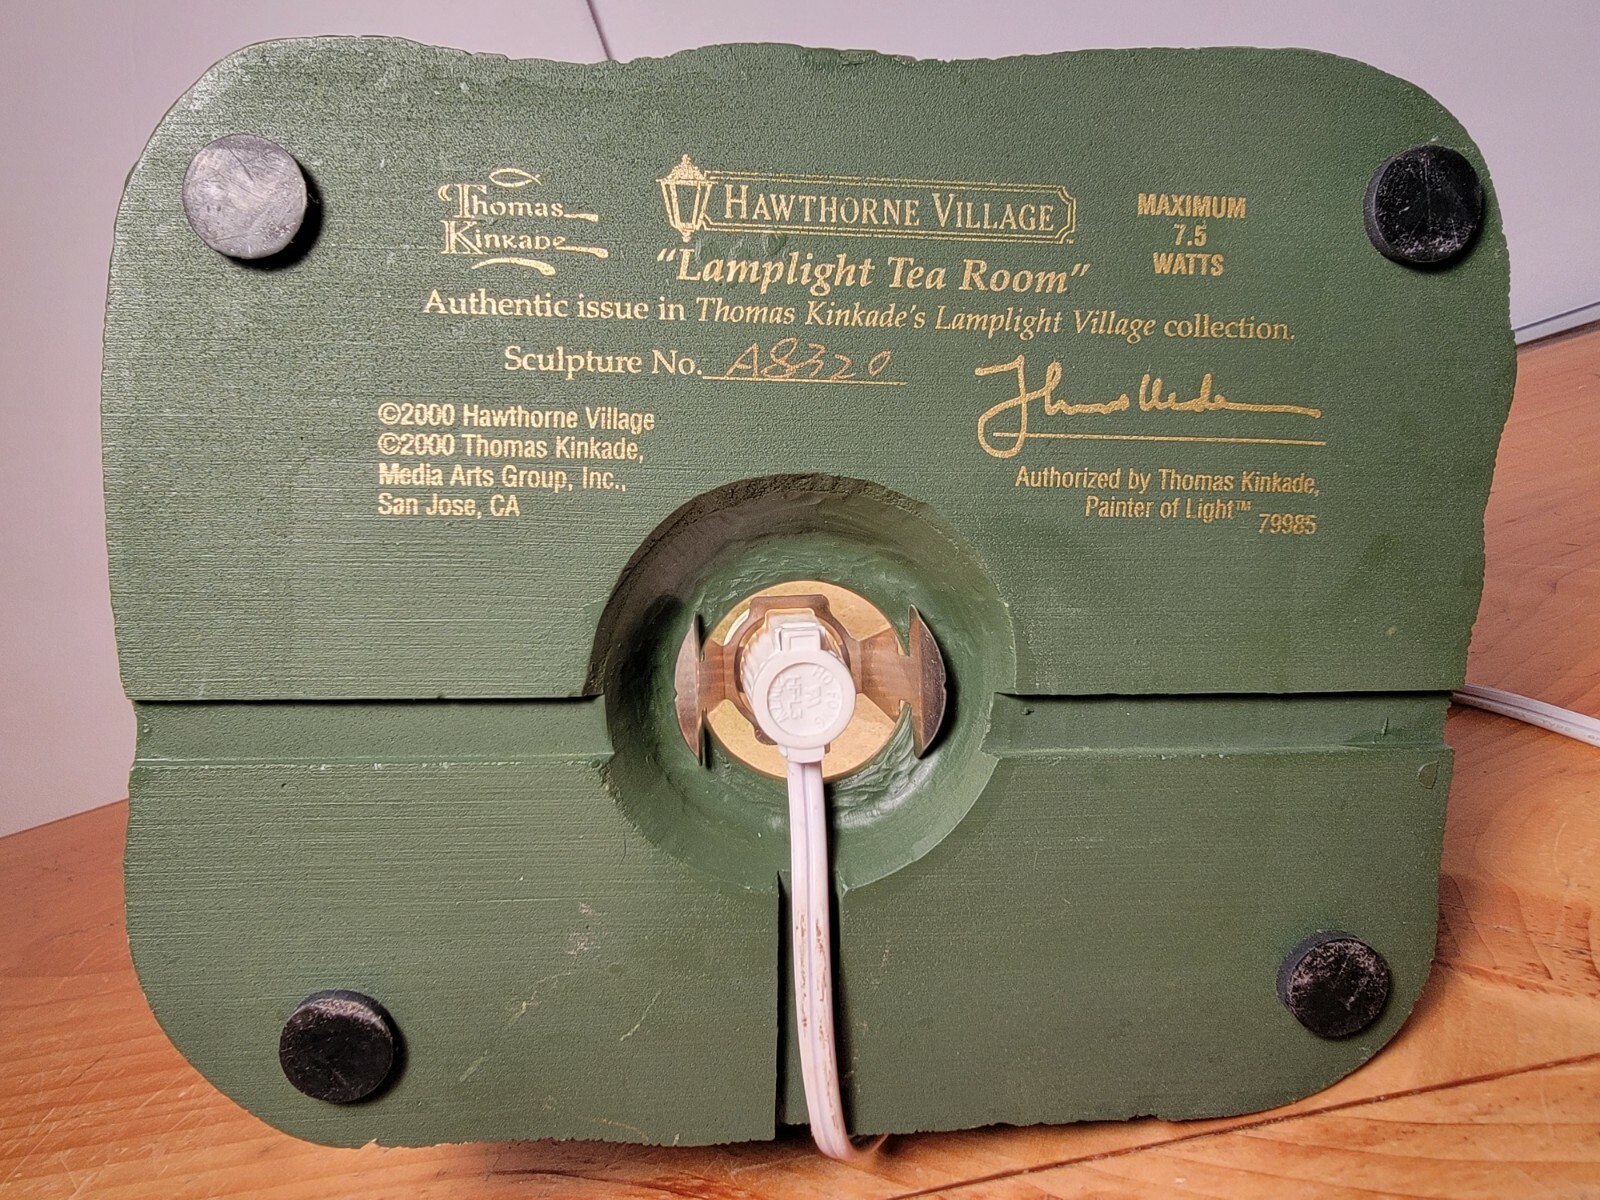 Thomas
Kinkade
HAWTHORNE VILLAGE™
"Lamplight Tea Room"
MAXIMUM
7.5
WATTS
Authentic issue in Thomas Kinkade's Lamplight Village collection.
Sculpture No. A8320
©2000 Hawthorne Village
©2000 Thomas Kinkade,
Media Arts Group, Inc.,
San Jose, CA
Authorized by Thomas Kinkade,
Painter of Light™ 79985